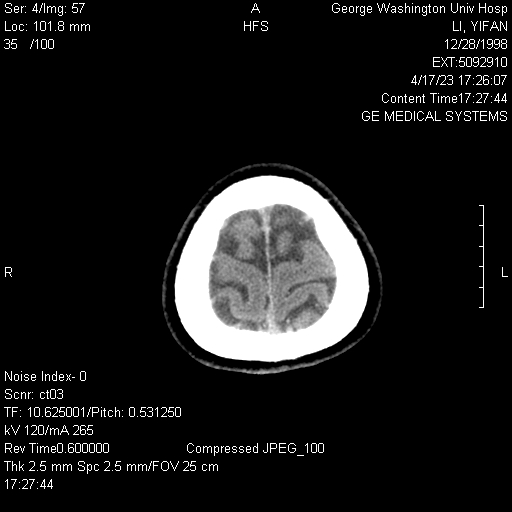 Ser: 4/Img: 57
A
George Washington Univ Hosp
Loc: 101.8 mm
HFS
LI, YIFAN
35 /100
12/28/1998
EXT:5092910
4/17/23 17:26:07
Content Time17:27:44
GE MEDICAL SYSTEMS
R
L
Noise Index- 0
Scnr: ct03
TF: 10.625001/Pitch: 0.531250
kV 120/mA 265
Rev Time0.600000
Compressed JPEG_100
Thk 2.5 mm Spc 2.5 mm/FOV 25 cm
17:27:44